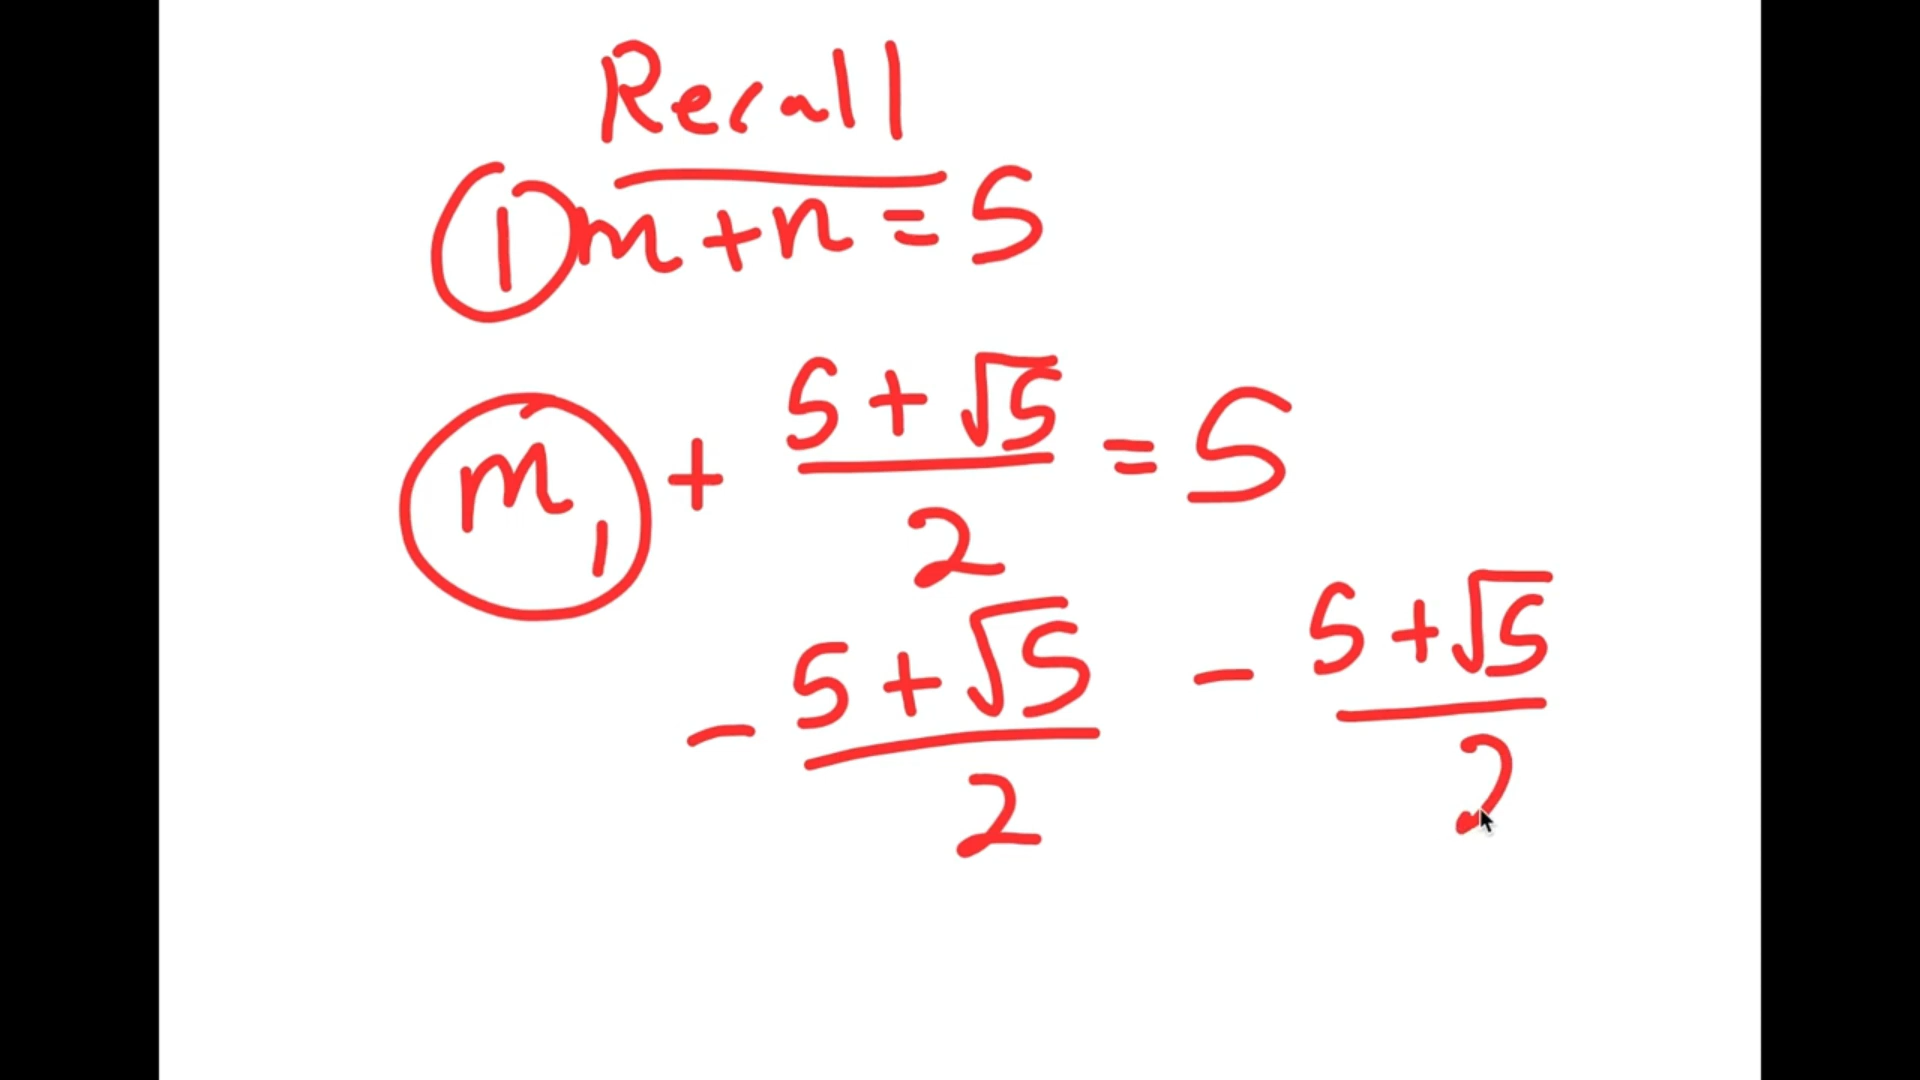 Recall
① m + n = 5
m₁ + (5 + √5)/2 = 5
- (5 + √5)/2 - (5 + √5)/2